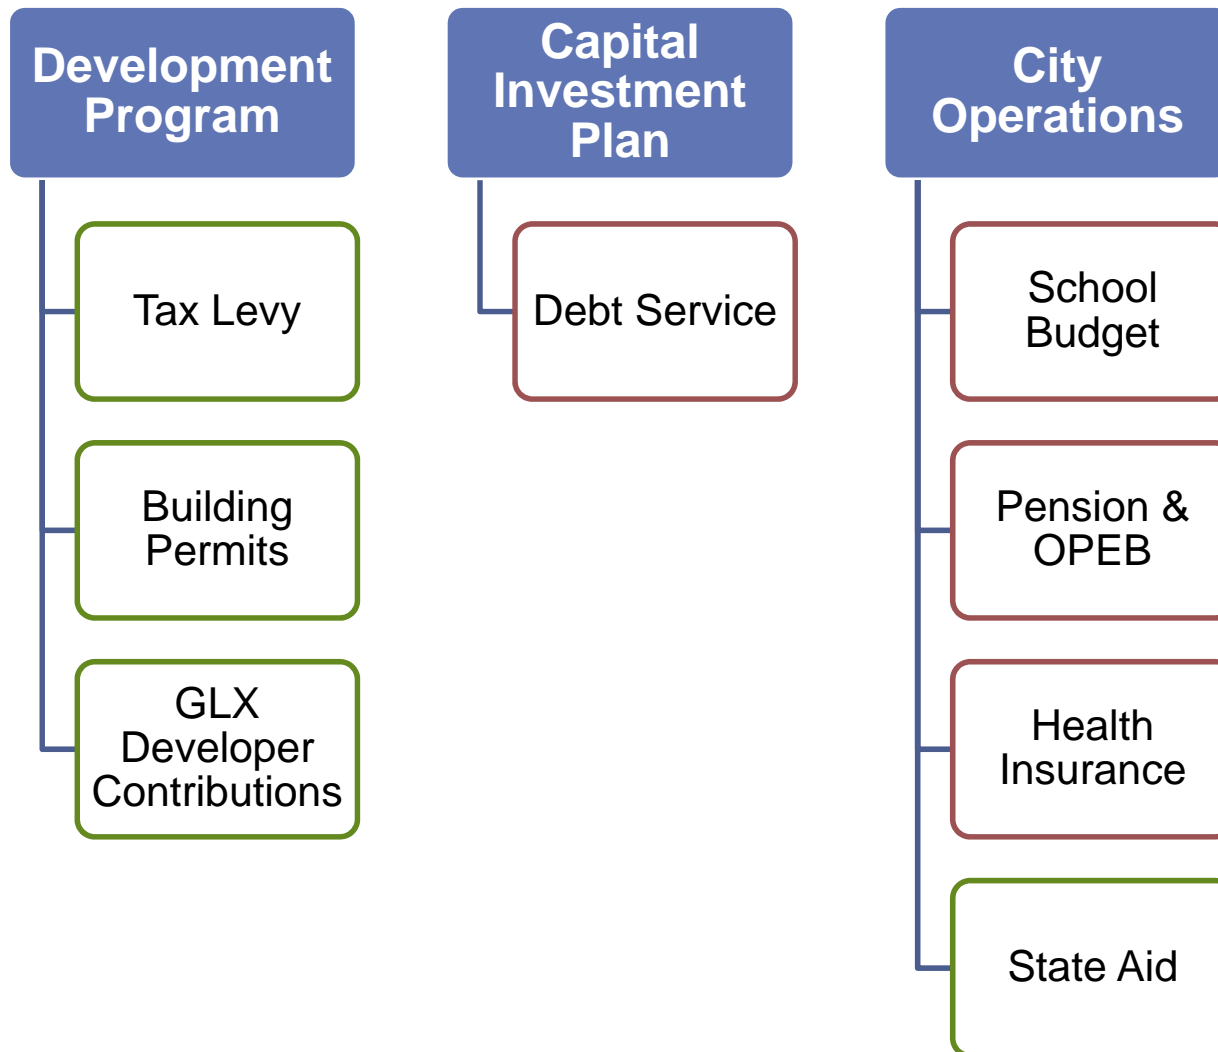 Development
Program
Tax Levy
Building
Permits
GLX
Developer
Contributions
Capital
Investment
Plan
Debt Service
City
Operations
School
Budget
Pension &
OPEB
Health
Insurance
State Aid